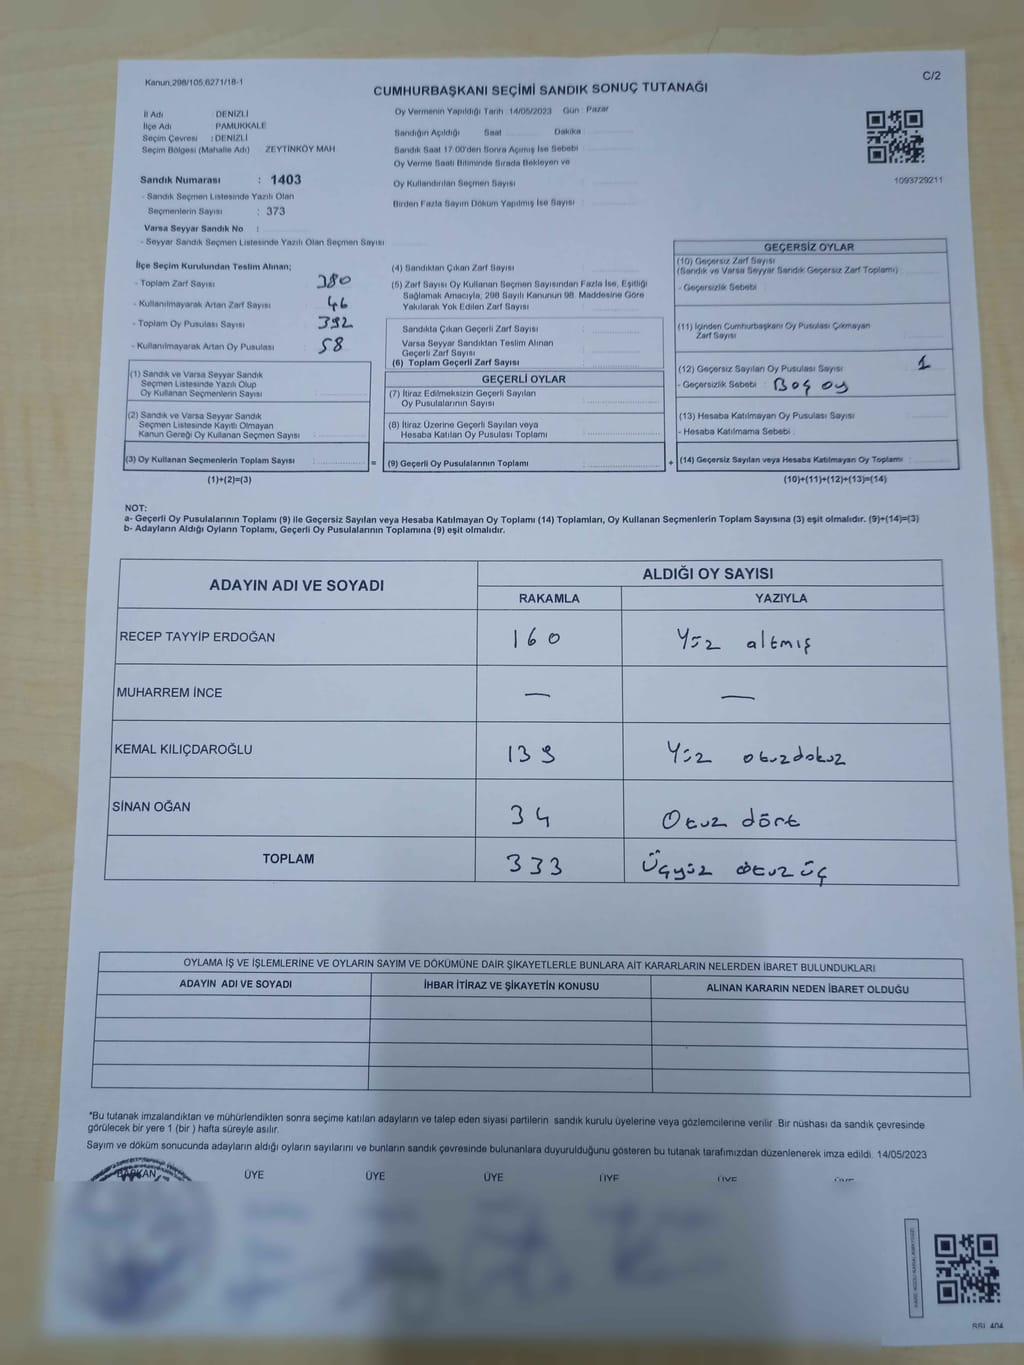 Kanun,298/105,6271/18-1
C/2
CUMHURBAŞKANI SEÇİMİ SANDIK SONUÇ TUTANAĞI
İl Adı DENİZLİ
İlçe Adı PAMUKKALE
Seçim Çevresi : DENİZLİ
Seçim Bölgesi (Mahalle Adı) ZEYTİNKÖY MAH
Sandık Numarası : 1403
- Sandık Seçmen Listesinde Yazılı Olan
Seçmenlerin Sayısı : 373
Varsa Seyyar Sandık No :
- Seyyar Sandık Seçmen Listesinde Yazılı Olan Seçmen Sayısı
Oy Vermenin Yapıldığı Tarih : 14/05/2023 Gün : Pazar
Sandığın Açıldığı Saat Dakika :
Sandık Saat 17:00'den Sonra Açımış İse Sebebi
Oy Verme Saati Bitiminde Sırada Bekleyen ve
Oy Kullandırılan Seçmen Sayısı
Birden Fazla Sayım Döküm Yapılmış İse Sayısı
1093729211
İlçe Seçim Kurulundan Teslim Alınan;
- Toplam Zarf Sayısı 380
- Kullanılmayarak Artan Zarf Sayısı 46
- Toplam Oy Pusulası Sayısı 392
- Kullanılmayarak Artan Oy Pusulası 58
(1) Sandık ve Varsa Seyyar Sandık
Seçmen Listesinde Yazılı Olup
Oy Kullanan Seçmenlerin Sayısı
(2) Sandık ve Varsa Seyyar Sandık
Seçmen Listesinde Kayıtlı Olmayan
Kanun Gereği Oy Kullanan Seçmen Sayısı :
(3) Oy Kullanan Seçmenlerin Toplam Sayısı :
(1)+(2)=(3)
(4) Sandıktan Çıkan Zarf Sayısı
(5) Zarf Sayısı Oy Kullanan Seçmen Sayısından Fazla İse, Eşitliği
Sağlamak Amacıyla, 298 Sayılı Kanunun 98. Maddesine Göre
Yakılarak Yok Edilen Zarf Sayısı
Sandıkta Çıkan Geçerli Zarf Sayısı
Varsa Seyyar Sandıktan Teslim Alınan
Geçerli Zarf Sayısı
(6) Toplam Geçerli Zarf Sayısı
=
GEÇERLİ OYLAR
(7) İtiraz Edilmeksizin Geçerli Sayılan
Oy Pusulalarının Sayısı
(8) İtiraz Üzerine Geçerli Sayılan veya
Hesaba Katılan Oy Pusulası Toplamı
(9) Geçerli Oy Pusulalarının Toplamı
+
GEÇERSİZ OYLAR
(10) Geçersiz Zarf Sayısı
(Sandık ve Varsa Seyyar Sandık Geçersiz Zarf Toplamı)
- Geçersizlik Sebebi
(11) İçinden Cumhurbaşkanı Oy Pusulası Çıkmayan
Zarf Sayısı
(12) Geçersiz Sayılan Oy Pusulası Sayısı 1
- Geçersizlik Sebebi : Boş oy
(13) Hesaba Katılmayan Oy Pusulası Sayısı
- Hesaba Katılmama Sebebi
(14) Geçersiz Sayılan veya Hesaba Katılmayan Oy Toplamı :
(10)+(11)+(12)+(13)=(14)
NOT:
a- Geçerli Oy Pusulalarının Toplamı (9) ile Geçersiz Sayılan veya Hesaba Katılmayan Oy Toplamı (14) Toplamları, Oy Kullanan Seçmenlerin Toplam Sayısına (3) eşit olmalıdır. (9)+(14)=(3)
b- Adayların Aldığı Oyların Toplamı, Geçerli Oy Pusulalarının Toplamına (9) eşit olmalıdır.
ADAYIN ADI VE SOYADI ALDIĞI OY SAYISI
RAKAMLA YAZIYLA
RECEP TAYYİP ERDOĞAN 160 Yüz altmış
MUHARREM İNCE — —
KEMAL KILIÇDAROĞLU 139 Yüz otuzdokuz
SİNAN OĞAN 34 Otuz dört
TOPLAM 333 Üçyüz otuz üç
OYLAMA İŞ VE İŞLEMLERİNE VE OYLARIN SAYIM VE DÖKÜMÜNE DAİR ŞİKAYETLERLE BUNLARA AİT KARARLARIN NELERDEN İBARET BULUNDUKLARI
ADAYIN ADI VE SOYADI İHBAR İTİRAZ VE ŞİKAYETİN KONUSU ALINAN KARARIN NEDEN İBARET OLDUĞU
*Bu tutanak imzalandıktan ve mühürlendikten sonra seçime katılan adayların ve talep eden siyasi partilerin sandık kurulu üyelerine veya gözlemcilerine verilir. Bir nüshası da sandık çevresinde
görülecek bir yere 1 (bir ) hafta süreyle asılır.
Sayım ve döküm sonucunda adayların aldığı oyların sayılarını ve bunların sandık çevresinde bulunanlara duyurulduğunu gösteren bu tutanak tarafımızdan düzenlenerek imza edildi. 14/05/2023
BAŞKAN ÜYE ÜYE ÜYE ÜYE ÜYE